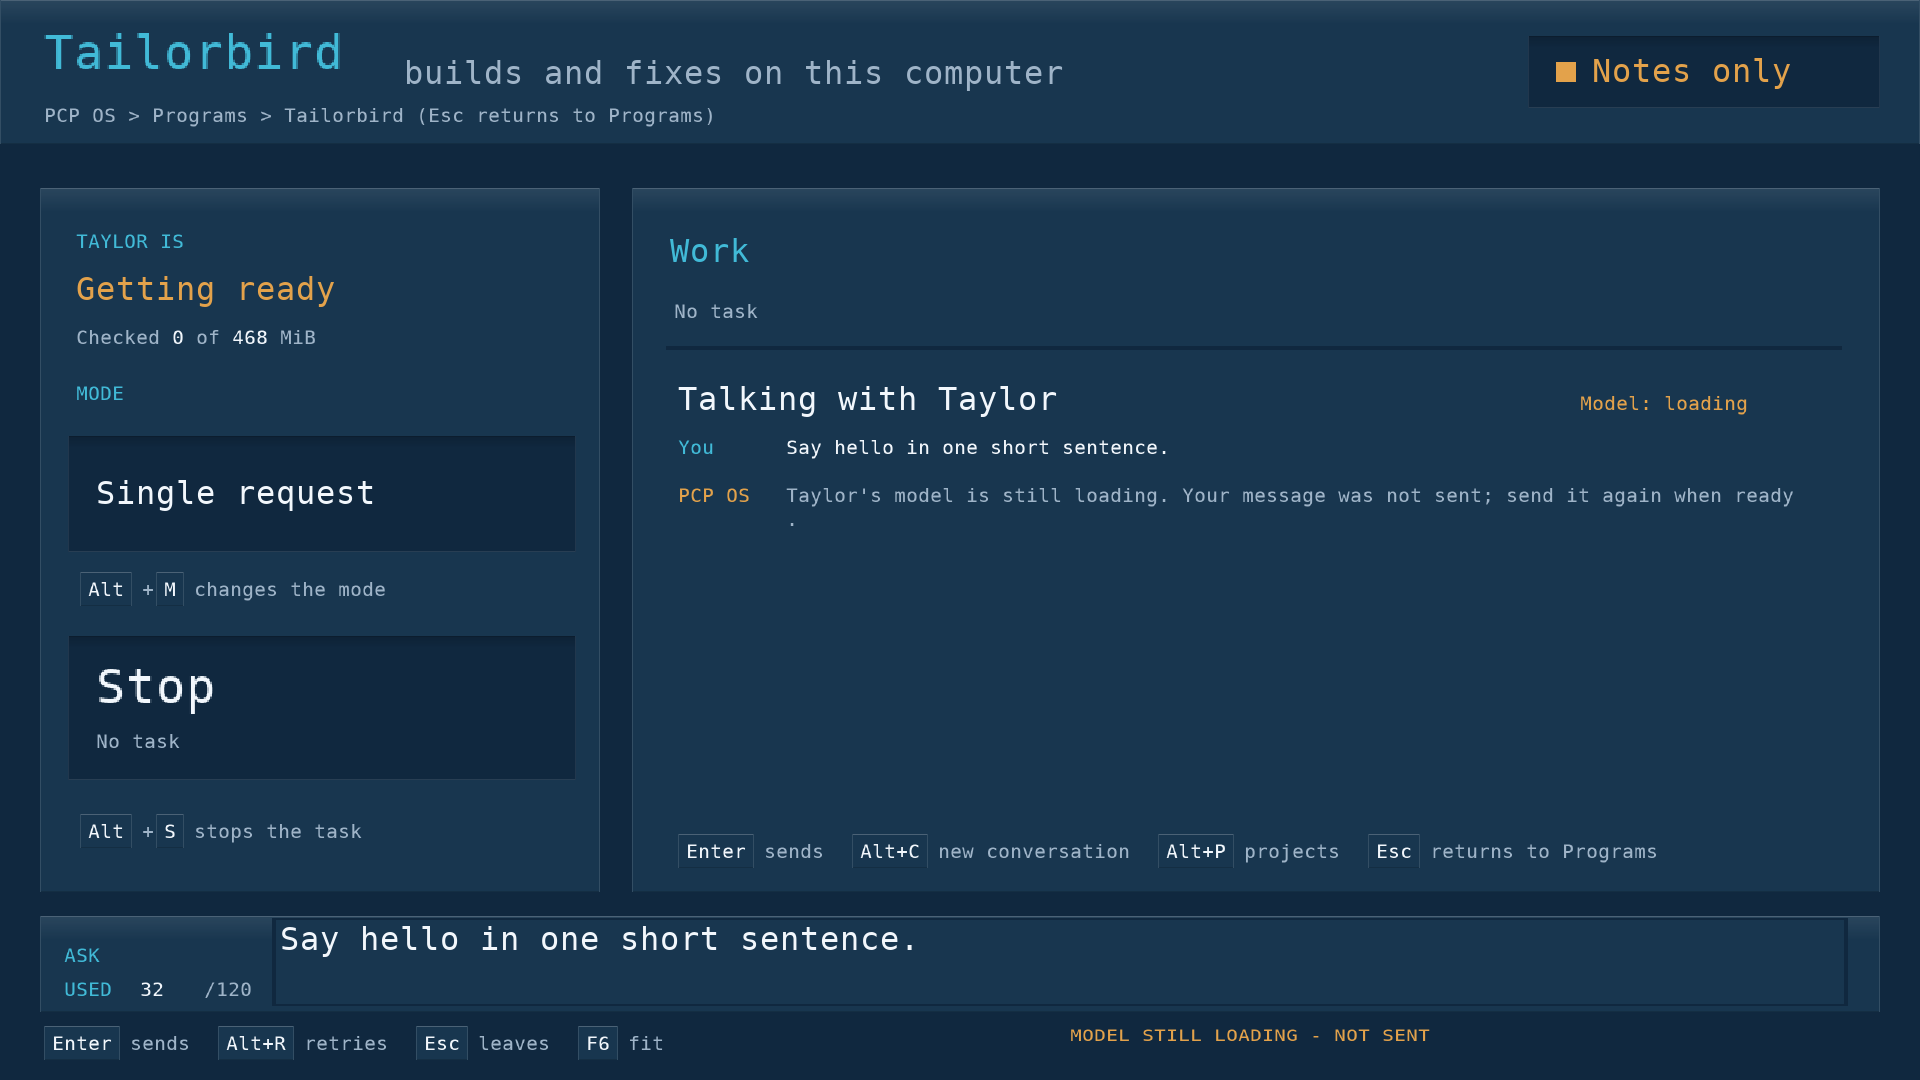 Tailorbird builds and fixes on this computer
Notes only
PCP OS > Programs > Tailorbird (Esc returns to Programs)
TAYLOR IS
Getting ready
Checked 0 of 468 MiB
MODE
Single request
Alt + M changes the mode
Stop
No task
Alt + S stops the task
Work
No task
Talking with Taylor
Model: loading
You Say hello in one short sentence.
PCP OS Taylor's model is still loading. Your message was not sent; send it again when ready
.
Enter sends Alt+C new conversation Alt+P projects Esc returns to Programs
ASK
USED 32 /120
Say hello in one short sentence.
Enter sends Alt+R retries Esc leaves F6 fit
MODEL STILL LOADING - NOT SENT